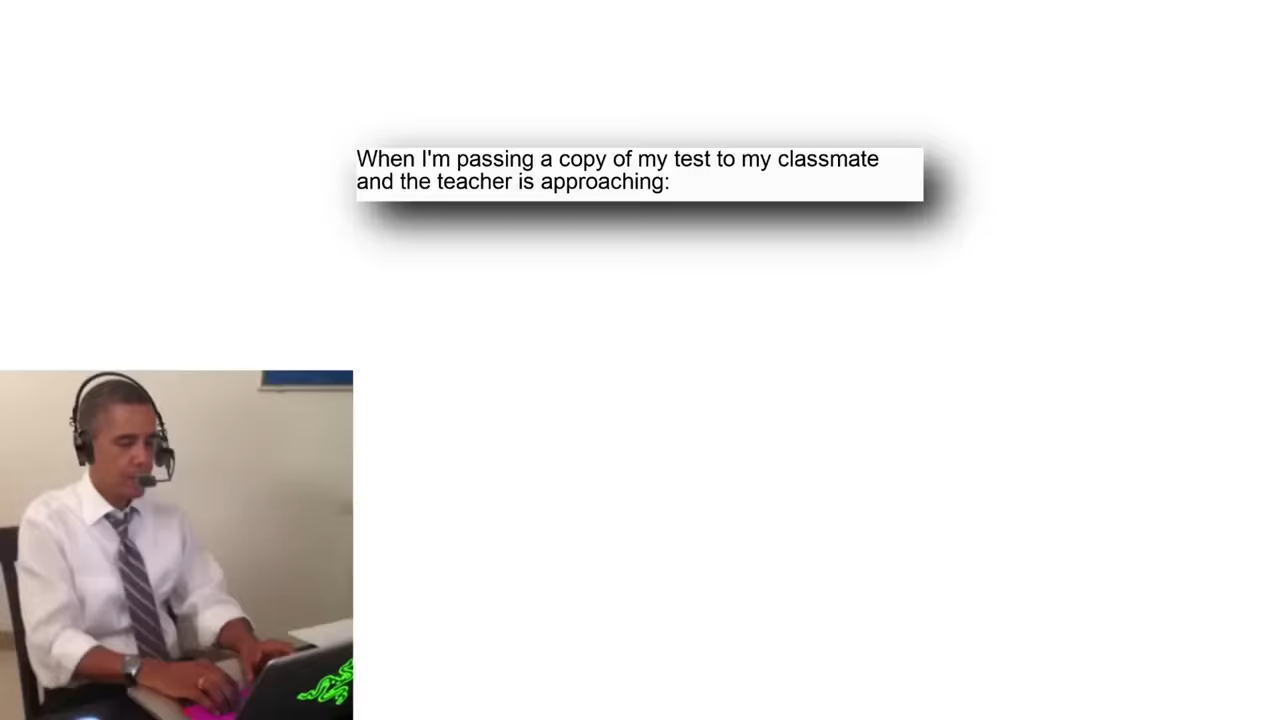 When I'm passing a copy of my test to my classmate
and the teacher is approaching: